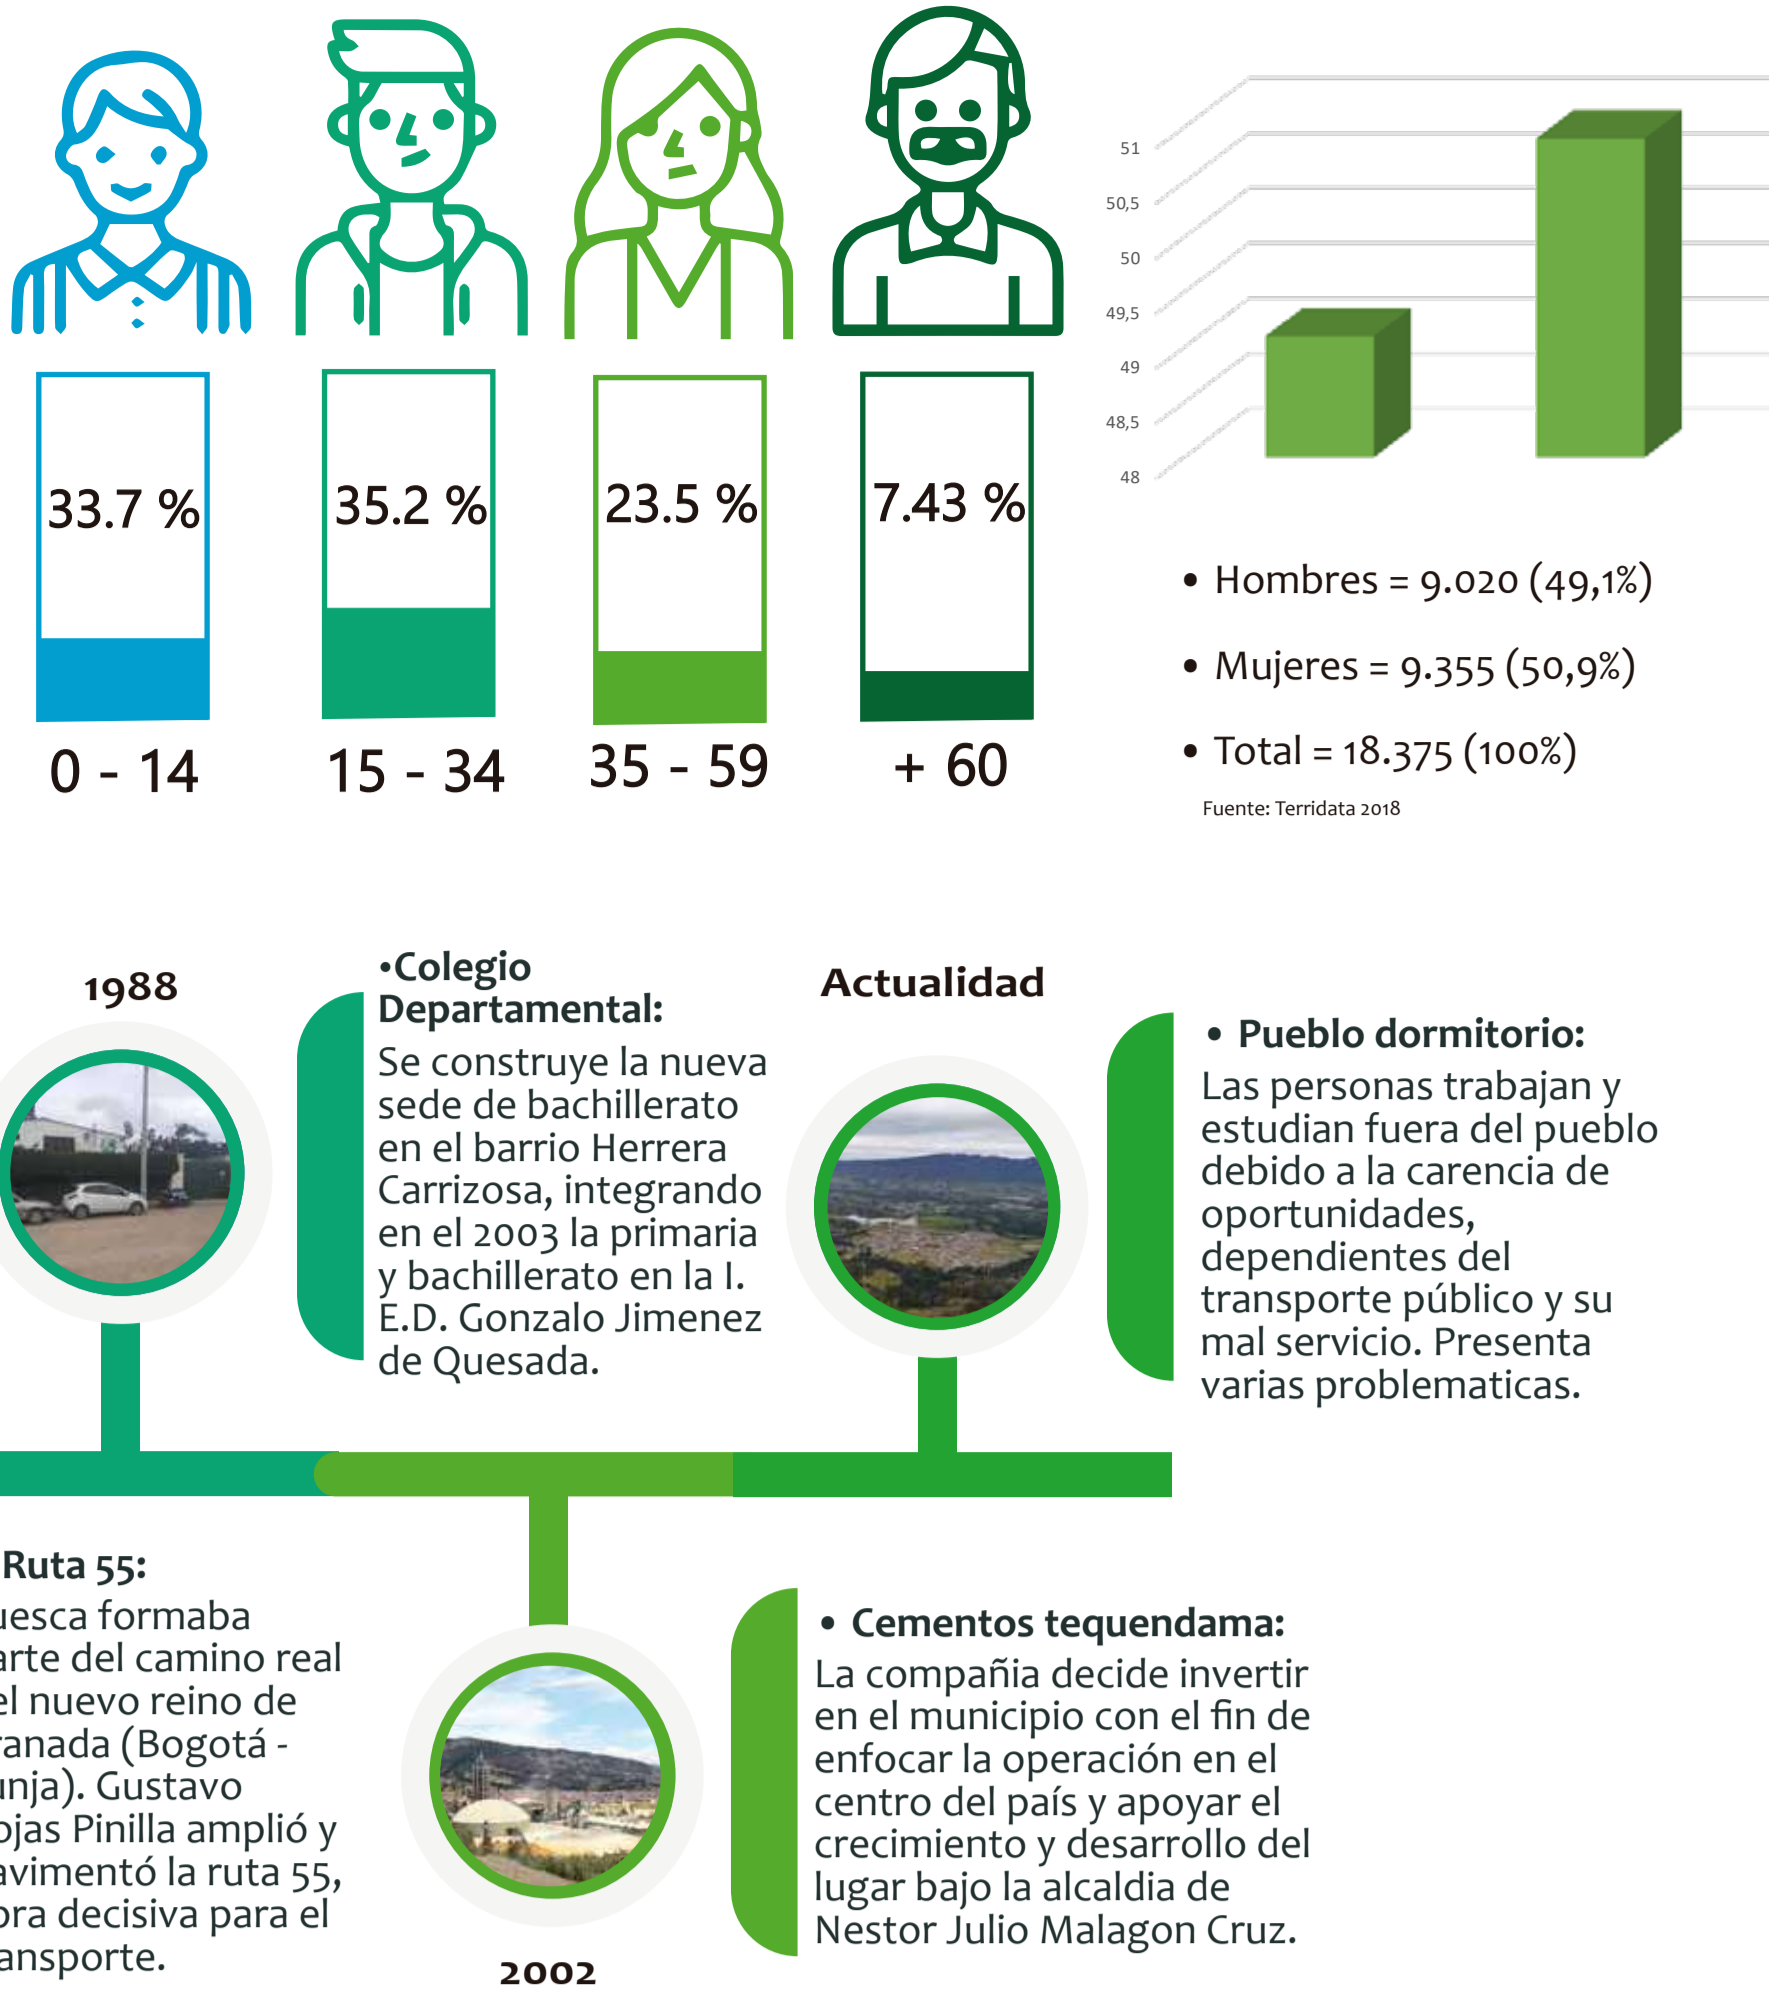 33.7 %
35.2 %
23.5 %
7.43 %
0 - 14
15 - 34
35 - 59
+ 60
51
50,5
50
49,5
49
48,5
48
• Hombres = 9.020 (49,1%)
• Mujeres = 9.355 (50,9%)
• Total = 18.375 (100%)
Fuente: Terridata 2018
1988
•Colegio
Departamental:
Se construye la nueva
sede de bachillerato
en el barrio Herrera
Carrizosa, integrando
en el 2003 la primaria
y bachillerato en la I.
E.D. Gonzalo Jimenez
de Quesada.
Actualidad
• Pueblo dormitorio:
Las personas trabajan y
estudian fuera del pueblo
debido a la carencia de
oportunidades,
dependientes del
transporte público y su
mal servicio. Presenta
varias problematicas.
Ruta 55:
uesca formaba
arte del camino real
el nuevo reino de
ranada (Bogotá -
unja). Gustavo
ojas Pinilla amplió y
avimentó la ruta 55,
bra decisiva para el
ansporte.
2002
• Cementos tequendama:
La compañia decide invertir
en el municipio con el fin de
enfocar la operación en el
centro del país y apoyar el
crecimiento y desarrollo del
lugar bajo la alcaldia de
Nestor Julio Malagon Cruz.